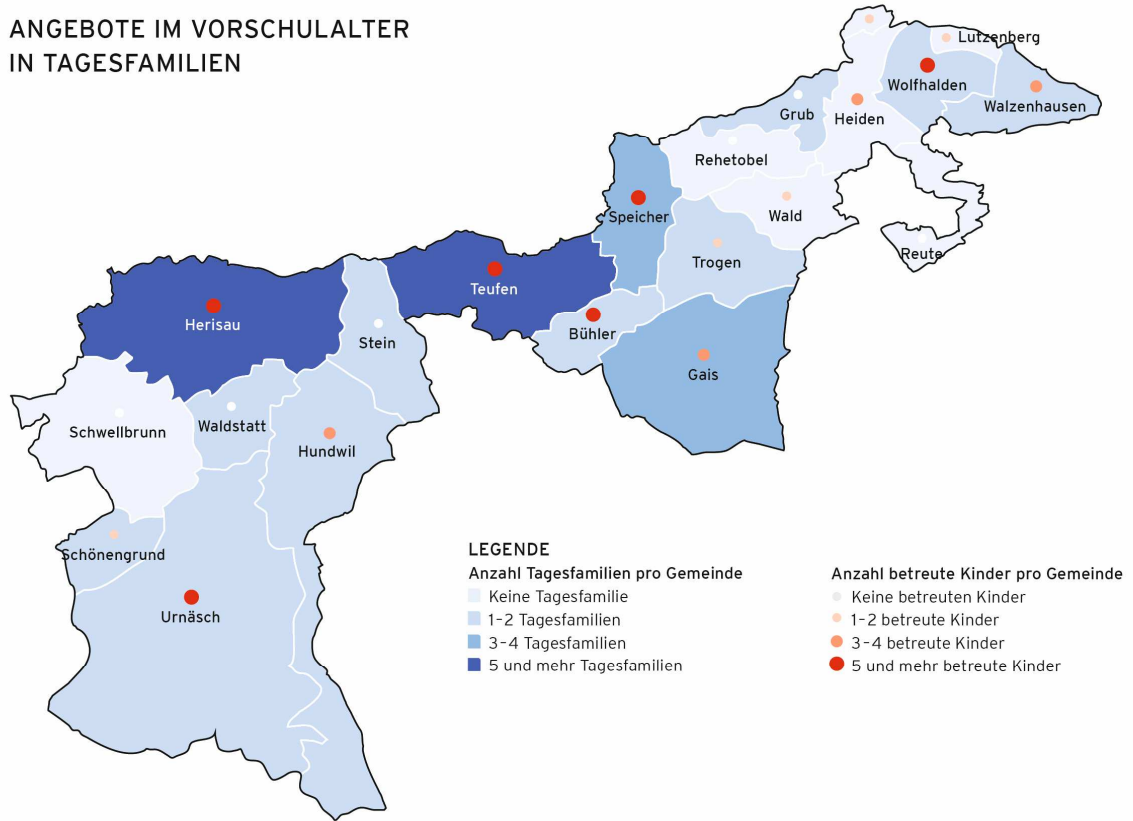 ANGEBOTE IM VORSCHULALTER
IN TAGESFAMILIEN
Lutzenberg
Wolfhalden
Walzenhausen
Grub
Heiden
Rehetobel
Speicher
Wald
Reute
Trogen
Teufen
Herisau
Bühler
Stein
Gais
Schwellbrunn
Waldstatt
Hundwil
Schönengrund
Urnäsch
LEGENDE
Anzahl Tagesfamilien pro Gemeinde
Keine Tagesfamilie
1–2 Tagesfamilien
3–4 Tagesfamilien
5 und mehr Tagesfamilien
Anzahl betreute Kinder pro Gemeinde
Keine betreuten Kinder
1–2 betreute Kinder
3–4 betreute Kinder
5 und mehr betreute Kinder